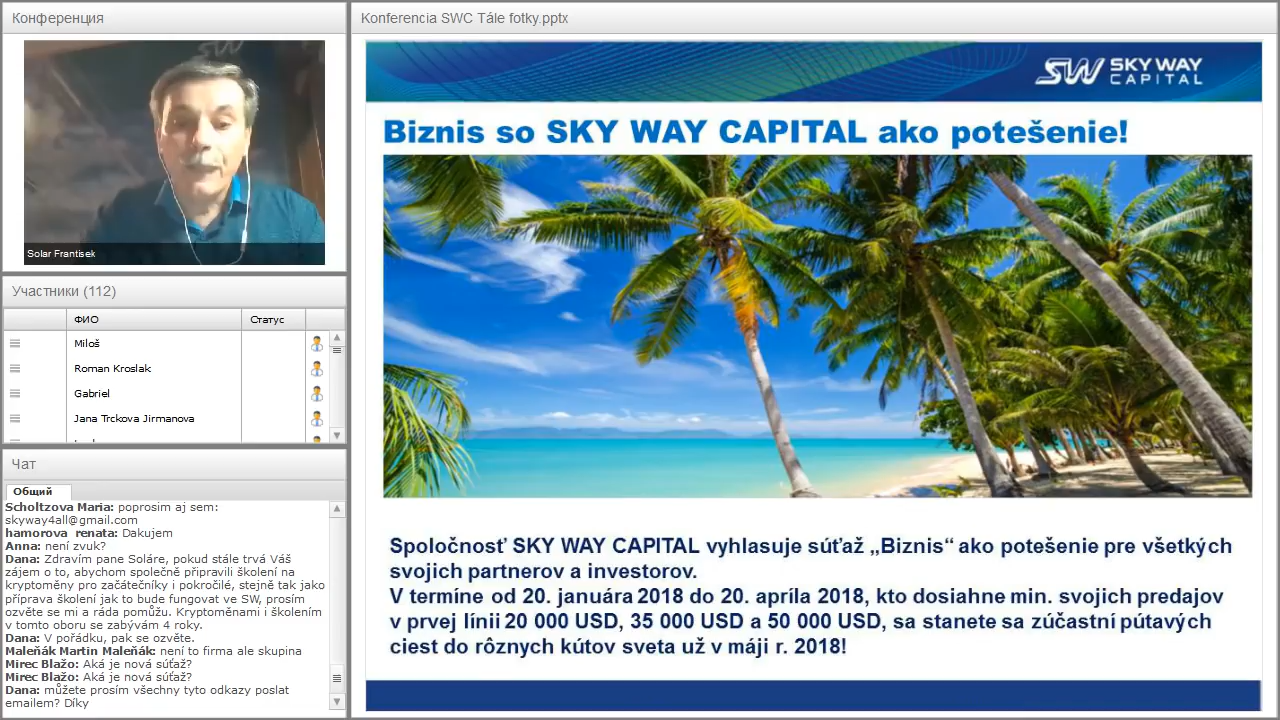 Конференция
Solar Frantisek
Участники (112)
ФИО
Статус
Miloš
Roman Kroslak
Gabriel
Jana Trckova Jirmanova
Чат
Общий
Scholtzova Maria: poprosim aj sem:
skyway4all@gmail.com
hamorova renata: Dakujem
Anna: není zvuk?
Dana: Zdravím pane Soláre, pokud stále trvá Váš
zájem o to, abychom společně připravili školení na
kryptoměny pro začátečníky i pokročilé, stejně tak jako
příprava školení jak to bude fungovat ve SW, prosím
ozvěte se mi a ráda pomůžu. Kryptoměnami i školením
v tomto oboru se zabývám 4 roky.
Dana: V pořádku, pak se ozvěte.
Maleňák Martin Maleňák: není to firma ale skupina
Mirec Blažo: Aká je nová súťaž?
Mirec Blažo: Aká je nová súťaž?
Dana: můžete prosím všechny tyto odkazy poslat
emailem? Díky
Konferencia SWC Tále fotky.pptx
SW SKY WAY
CAPITAL
Biznis so SKY WAY CAPITAL ako potešenie!
Spoločnosť SKY WAY CAPITAL vyhlasuje súťaž „Biznis“ ako potešenie pre všetkých
svojich partnerov a investorov.
V termíne od 20. januára 2018 do 20. apríla 2018, kto dosiahne min. svojich predajov
v prvej línii 20 000 USD, 35 000 USD a 50 000 USD, sa stanete sa zúčastní pútavých
ciest do rôznych kútov sveta už v máji r. 2018!